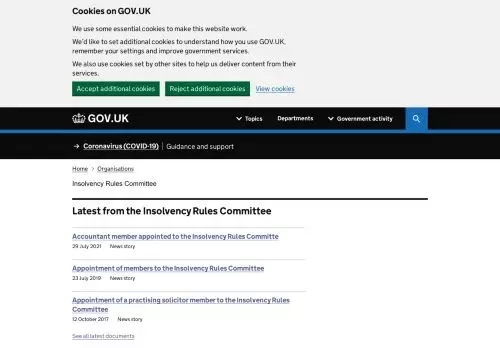 Cookies on GOV.UK
We use some essential cookies to make this website work.
We'd like to set additional cookies to understand how you use GOV.UK,
remember your settings and improve government services.
We also use cookies set by other sites to help us deliver content from their
services.
Accept additional cookies Reject additional cookies View cookies
GOV.UK Topics Departments Government activity
Coronavirus (COVID-19) Guidance and support
Home Organisations
Insolvency Rules Committee
Latest from the Insolvency Rules Committee
Accountant member appointed to the Insolvency Rules Committe
29 July 2021 News story
Appointment of members to the Insolvency Rules Committee
23 July 2019 News story
Appointment of a practising solicitor member to the Insolvency Rules
Committee
12 October 2017 News story
See all latest documents